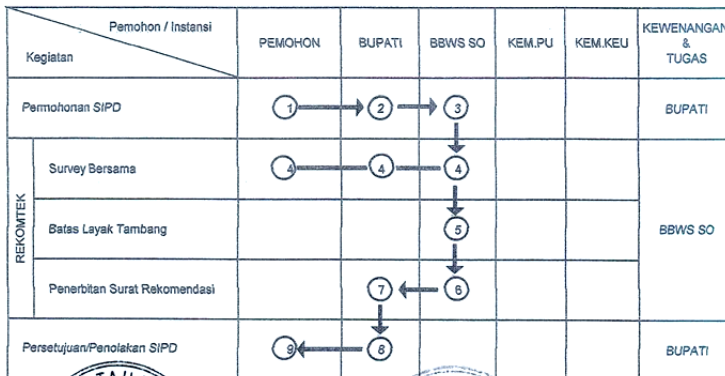 Pemohon / Instansi
Kegiatan
PEMOHON
BUPATI
BBWS SO
KEM.PU
KEM.KEU
KEWENANGAN
&
TUGAS
Permohonan SIPD
1
2
3
BUPATI
REKOMTEK
Survey Bersama
4
4
4
Batas Layak Tambang
5
BBWS SO
Penerbitan Surat Rekomendasi
7
6
Persetujuan/Penolakan SIPD
9
8
BUPATI